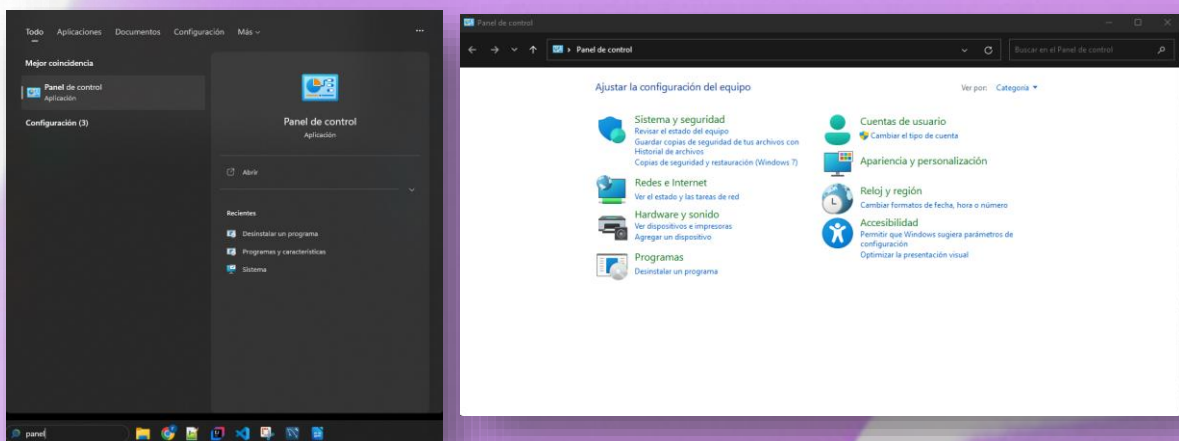 Todo Aplicaciones Documentos Configuración Más
Mejor coincidencia
Panel de control
Aplicación
Configuración (3)
Panel de control
Aplicación
Abrir
Recientes
Desinstalar un programa
Programas y características
Sistema
panel
Panel de control
Panel de control
Buscar en el Panel de control
Ajustar la configuración del equipo
Ver por: Categoría
Sistema y seguridad
Revisar el estado del equipo
Guardar copias de seguridad de tus archivos con
Historial de archivos
Copias de seguridad y restauración (Windows 7)
Redes e Internet
Ver el estado y las tareas de red
Hardware y sonido
Ver dispositivos e impresoras
Agregar un dispositivo
Programas
Desinstalar un programa
Cuentas de usuario
Cambiar el tipo de cuenta
Apariencia y personalización
Reloj y región
Cambiar formatos de fecha, hora o número
Accesibilidad
Permitir que Windows sugiera parámetros de
configuración
Optimizar la presentación visual